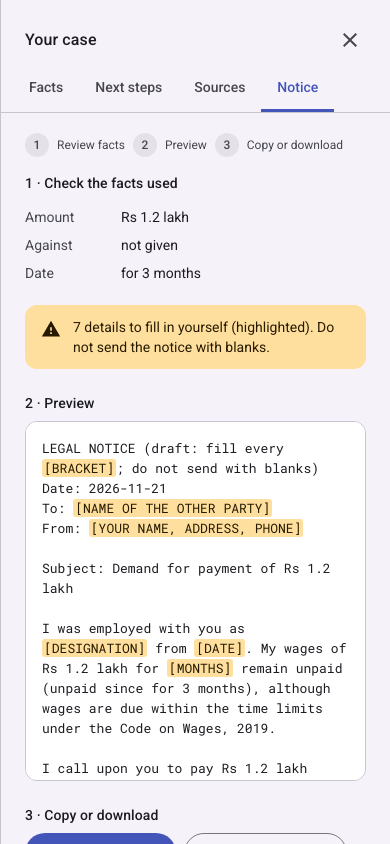 Your case
Facts Next steps Sources Notice
1 Review facts 2 Preview 3 Copy or download
1 · Check the facts used
Amount Rs 1.2 lakh
Against not given
Date for 3 months
7 details to fill in yourself (highlighted). Do
not send the notice with blanks.
2 · Preview
LEGAL NOTICE (draft: fill every
[BRACKET]; do not send with blanks)
Date: 2026-11-21
To: [NAME OF THE OTHER PARTY]
From: [YOUR NAME, ADDRESS, PHONE]
Subject: Demand for payment of Rs 1.2
lakh
I was employed with you as
[DESIGNATION] from [DATE]. My wages of
Rs 1.2 lakh for [MONTHS] remain unpaid
(unpaid since for 3 months), although
wages are due within the time limits
under the Code on Wages, 2019.
I call upon you to pay Rs 1.2 lakh
3 · Copy or download